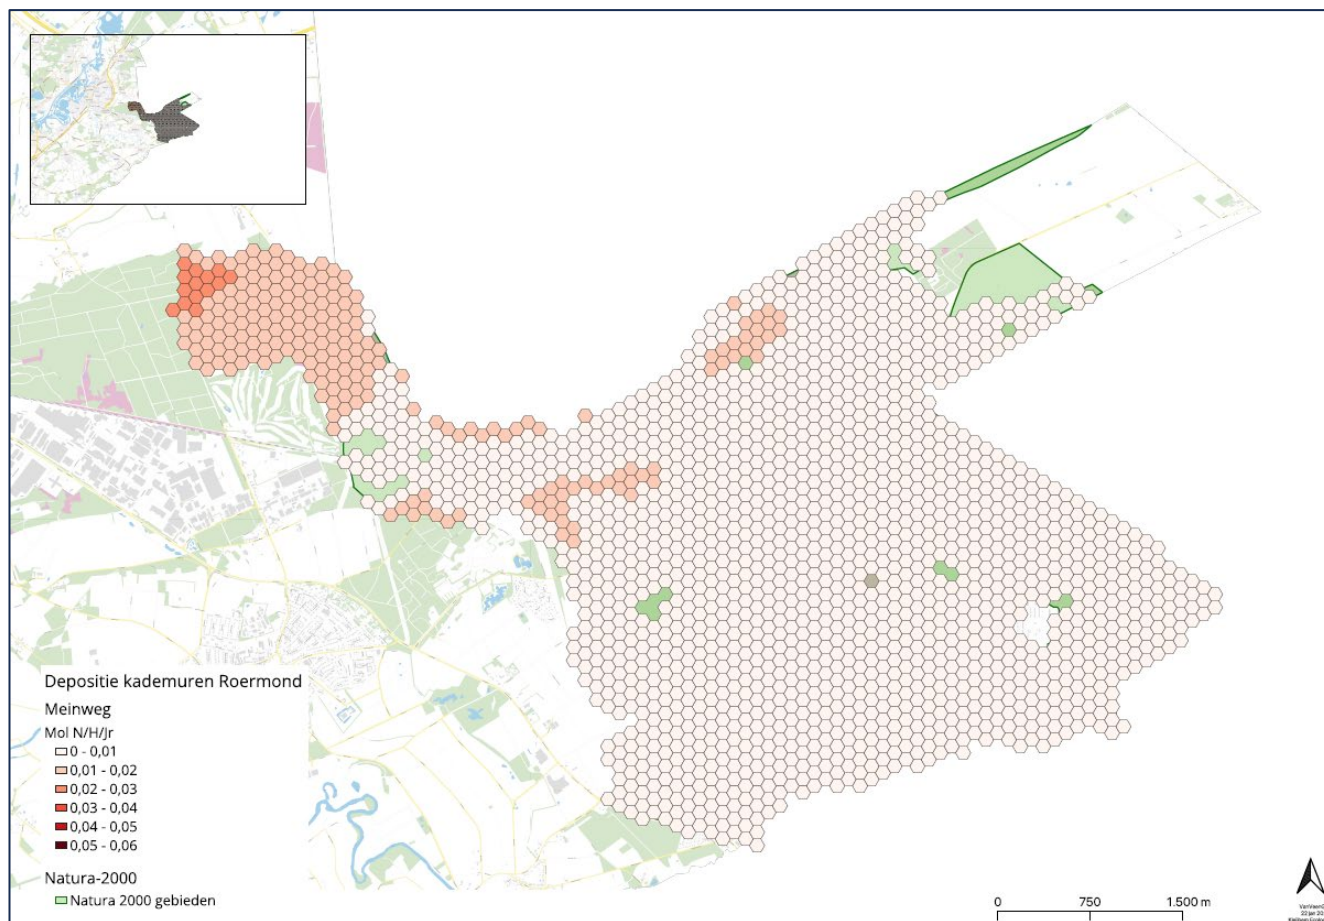 Depositie kademuren Roermond
Meinweg
Mol N/H/Jr
0 - 0,01
0,01 - 0,02
0,02 - 0,03
0,03 - 0,04
0,04 - 0,05
0,05 - 0,06
Natura-2000
Natura 2000 gebieden
0 750 1.500 m